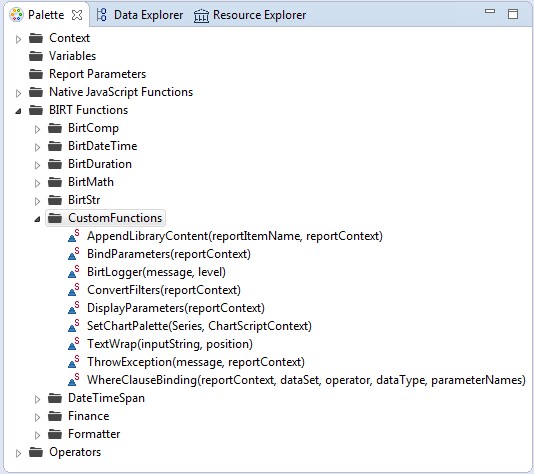 Palette Data Explorer Resource Explorer
Context
Variables
Report Parameters
Native JavaScript Functions
BIRT Functions
BirtComp
BirtDateTime
BirtDuration
BirtMath
BirtStr
CustomFunctions
S AppendLibraryContent(reportItemName, reportContext)
S BindParameters(reportContext)
S BirtLogger(message, level)
S ConvertFilters(reportContext)
S DisplayParameters(reportContext)
S SetChartPalette(Series, ChartScriptContext)
S TextWrap(inputString, position)
S ThrowException(message, reportContext)
S WhereClauseBinding(reportContext, dataSet, operator, dataType, parameterNames)
DateTimeSpan
Finance
Formatter
Operators